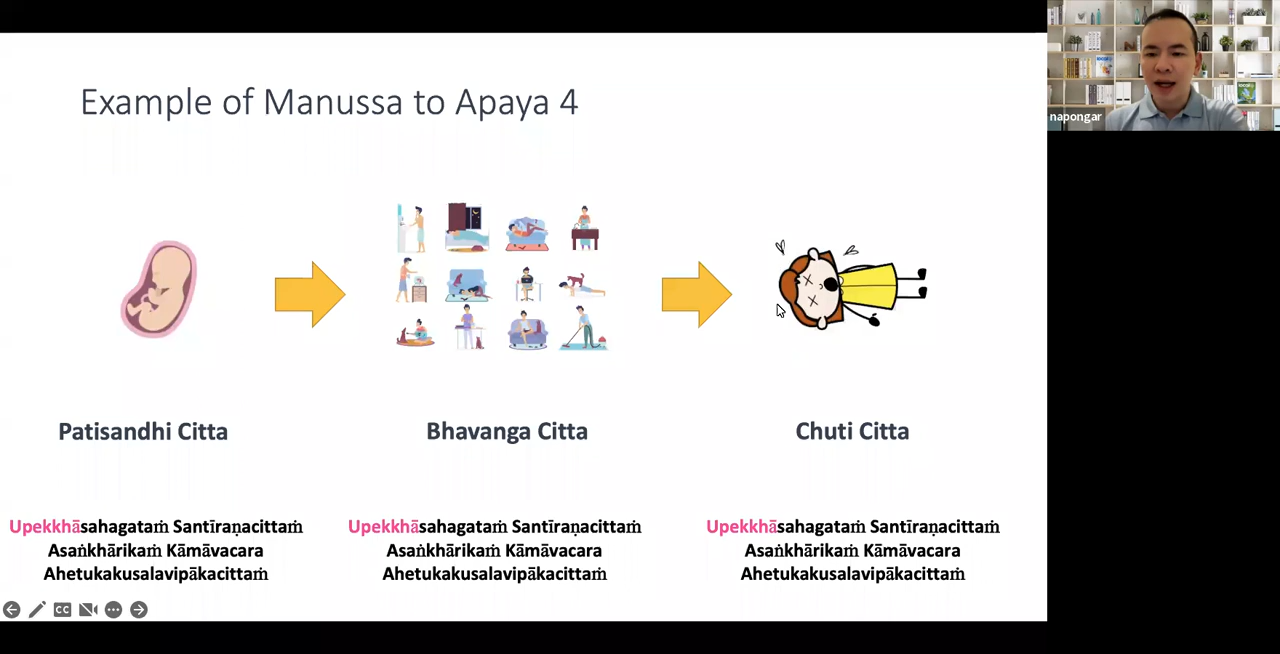 Example of Manussa to Apaya 4
napongar
Patisandhi Citta
Bhavanga Citta
Chuti Citta
Upekkhāsahagataṁ Santīraṇacittaṁ
Asaṅkhārikaṁ Kāmāvacara
Ahetukakusalavipākacittaṁ
Upekkhāsahagataṁ Santīraṇacittaṁ
Asaṅkhārikaṁ Kāmāvacara
Ahetukakusalavipākacittaṁ
Upekkhāsahagataṁ Santīraṇacittaṁ
Asaṅkhārikaṁ Kāmāvacara
Ahetukakusalavipākacittaṁ
CC